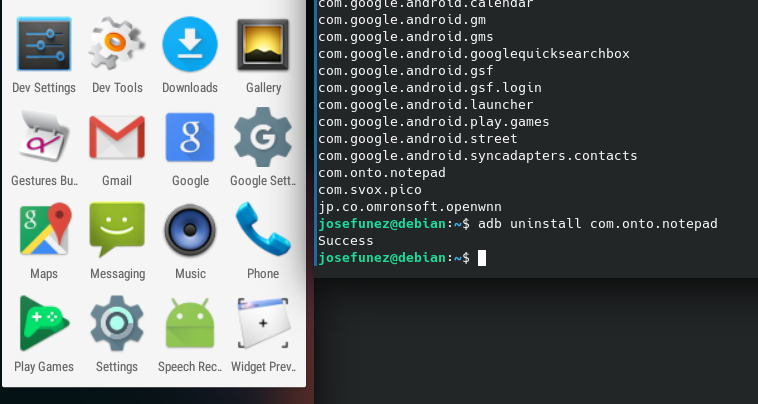 Dev Settings
Dev Tools
Downloads
Gallery
Gestures Bu..
Gmail
Google
Google Sett..
Maps
Messaging
Music
Phone
Play Games
Settings
Speech Rec..
Widget Prev..
com.google.android.calendar
com.google.android.gm
com.google.android.gms
com.google.android.googlequicksearchbox
com.google.android.gsf
com.google.android.gsf.login
com.google.android.launcher
com.google.android.play.games
com.google.android.street
com.google.android.syncadapters.contacts
com.onto.notepad
com.svox.pico
jp.co.omronsoft.openwnn
josefunez@debian:~$ adb uninstall com.onto.notepad
Success
josefunez@debian:~$